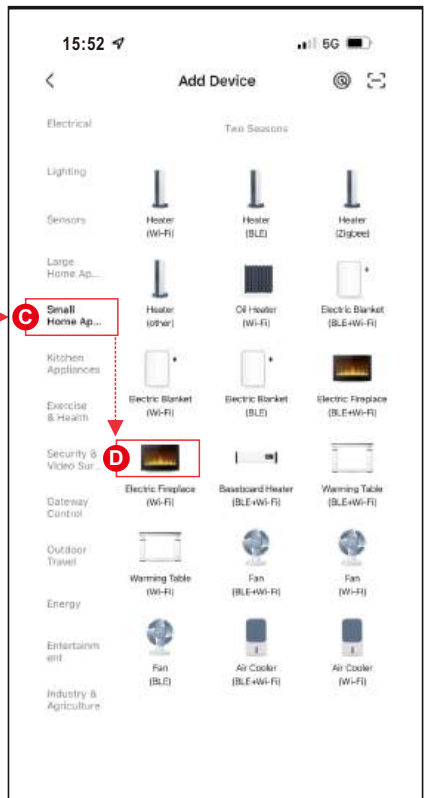 15:52
5G
Add Device
Electrical
Lighting
Sensors
Large
Home Ap...
C
Small
Home Ap...
Kitchen
Appliances
Exercise
& Health
Security &
Video Sur...
Gateway
Control
Outdoor
Travel
Energy
Entertainm
ent
Industry &
Agriculture
Two Seasons
Heater
(Wi-Fi)
Heater
(BLE)
Heater
(Zigbee)
Heater
(other)
Oil Heater
(Wi-Fi)
Electric Blanket
(BLE+Wi-Fi)
Electric Blanket
(Wi-Fi)
Electric Blanket
(BLE)
Electric Fireplace
(BLE+Wi-Fi)
D
Electric Fireplace
(Wi-Fi)
Baseboard Heater
(BLE+Wi-Fi)
Warming Table
(BLE+Wi-Fi)
Warming Table
(Wi-Fi)
Fan
(BLE+Wi-Fi)
Fan
(Wi-Fi)
Fan
(BLE)
Air Cooler
(BLE+Wi-Fi)
Air Cooler
(Wi-Fi)